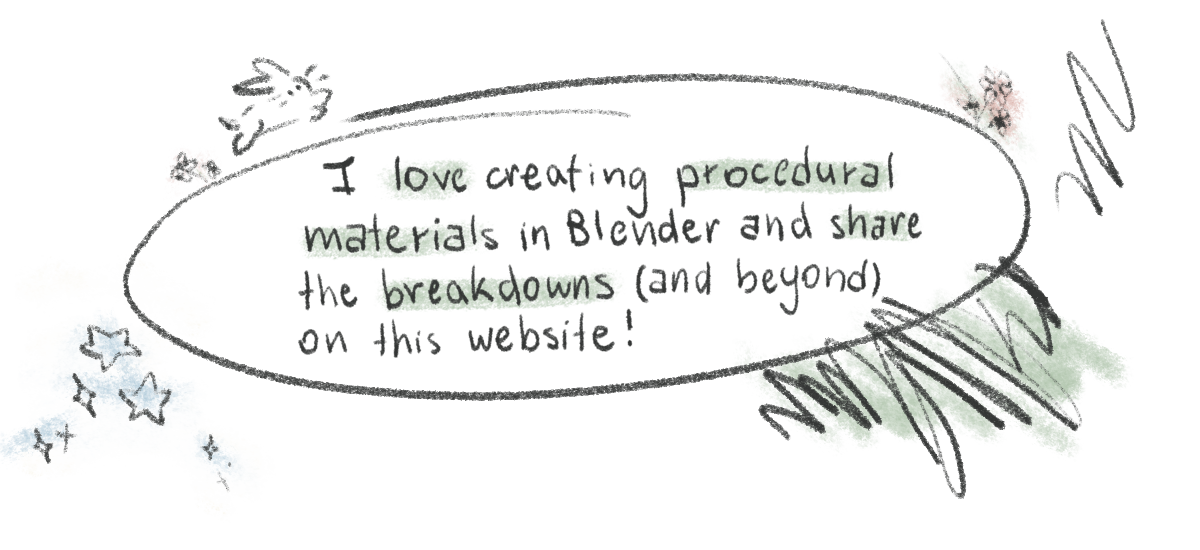 I love creating procedural
materials in Blender and share
the breakdowns (and beyond)
on this website!